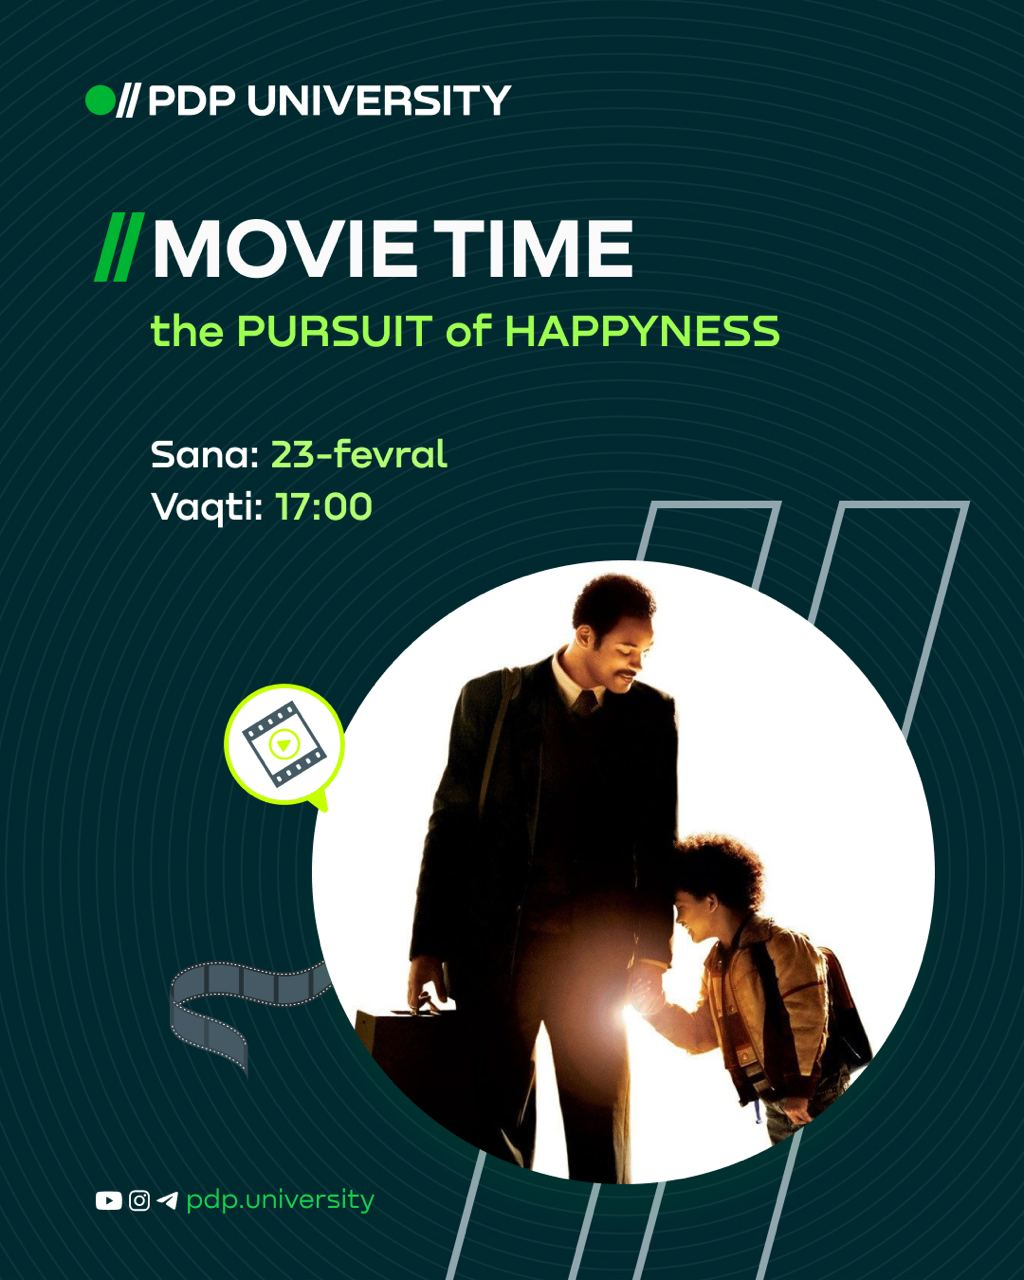 PDP UNIVERSITY
MOVIE TIME
the PURSUIT of HAPPYNESS
Sana: 23-fevral
Vaqti: 17:00
pdp.university